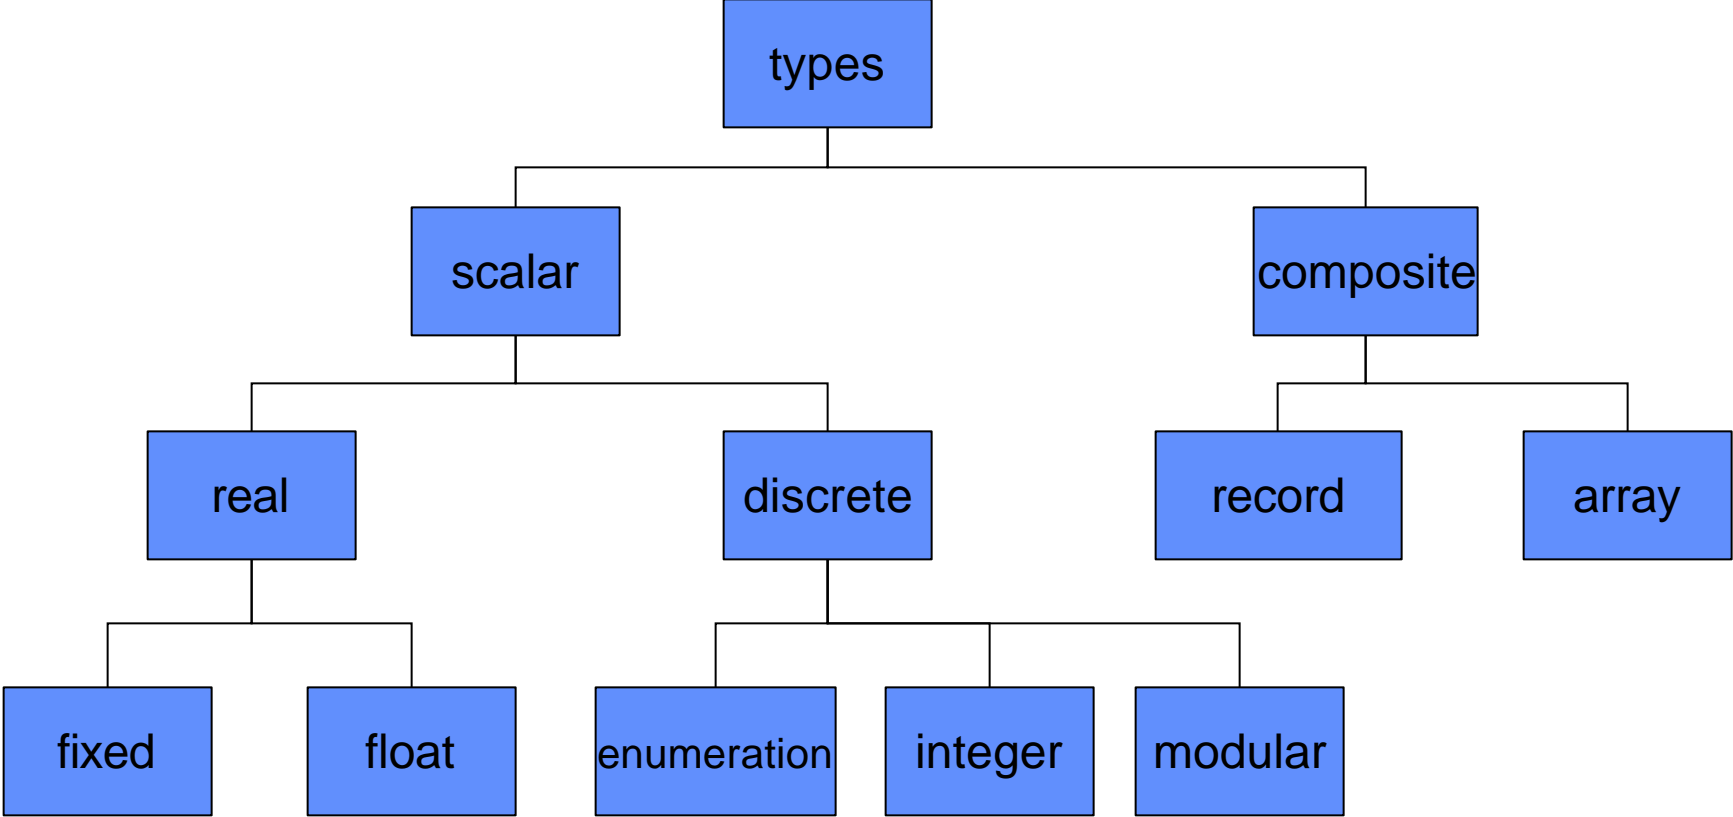 types
scalar
composite
real
discrete
record
array
fixed
float
enumeration
integer
modular